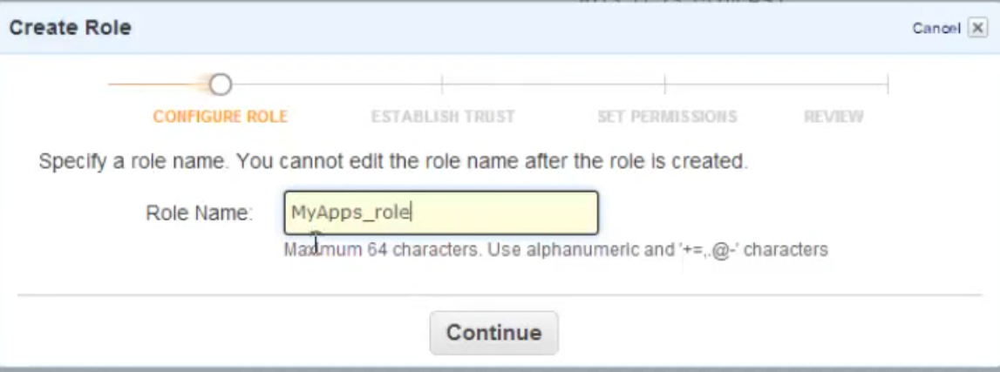 Create Role
Cancel
CONFIGURE ROLE ESTABLISH TRUST SET PERMISSIONS REVIEW
Specify a role name. You cannot edit the role name after the role is created.
Role Name: MyApps_role
Maximum 64 characters. Use alphanumeric and '+=,.@-' characters
Continue